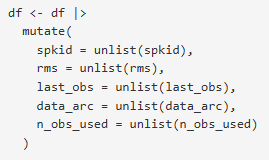 df <- df |>
  mutate(
    spkid = unlist(spkid),
    rms = unlist(rms),
    last_obs = unlist(last_obs),
    data_arc = unlist(data_arc),
    n_obs_used = unlist(n_obs_used)
  )